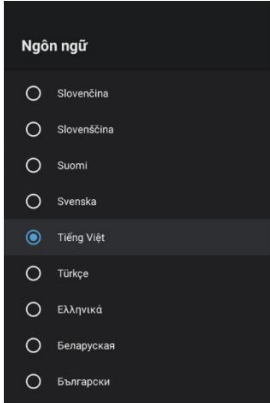 Ngôn ngữ
Slovenčina
Slovenščina
Suomi
Svenska
Tiếng Việt
Türkçe
Ελληνικά
Беларуская
Български